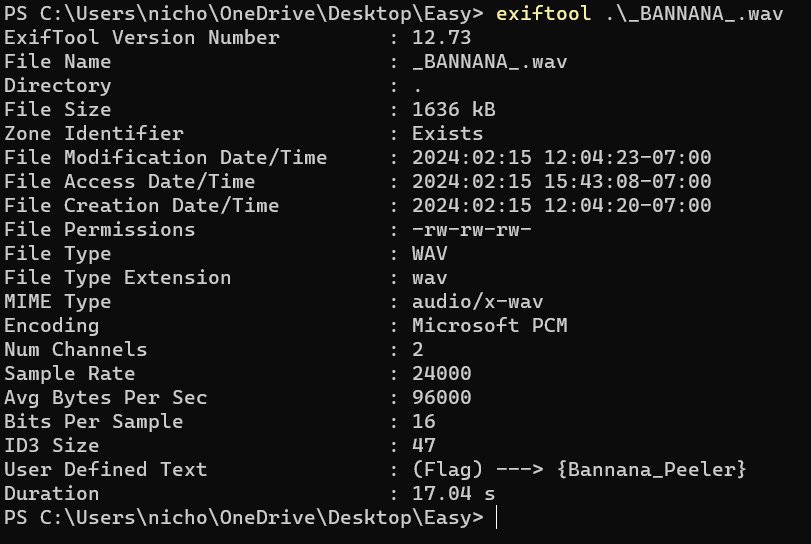 PS C:\Users\nicho\OneDrive\Desktop\Easy> exiftool .\_BANNANA_.wav
ExifTool Version Number         : 12.73
File Name                       : _BANNANA_.wav
Directory                       : .
File Size                       : 1636 kB
Zone Identifier                 : Exists
File Modification Date/Time     : 2024:02:15 12:04:23-07:00
File Access Date/Time           : 2024:02:15 15:43:08-07:00
File Creation Date/Time         : 2024:02:15 12:04:20-07:00
File Permissions                : -rw-rw-rw-
File Type                       : WAV
File Type Extension             : wav
MIME Type                       : audio/x-wav
Encoding                        : Microsoft PCM
Num Channels                    : 2
Sample Rate                     : 24000
Avg Bytes Per Sec               : 96000
Bits Per Sample                 : 16
ID3 Size                        : 47
User Defined Text               : (Flag) ---> {Bannana_Peeler}
Duration                        : 17.04 s
PS C:\Users\nicho\OneDrive\Desktop\Easy>